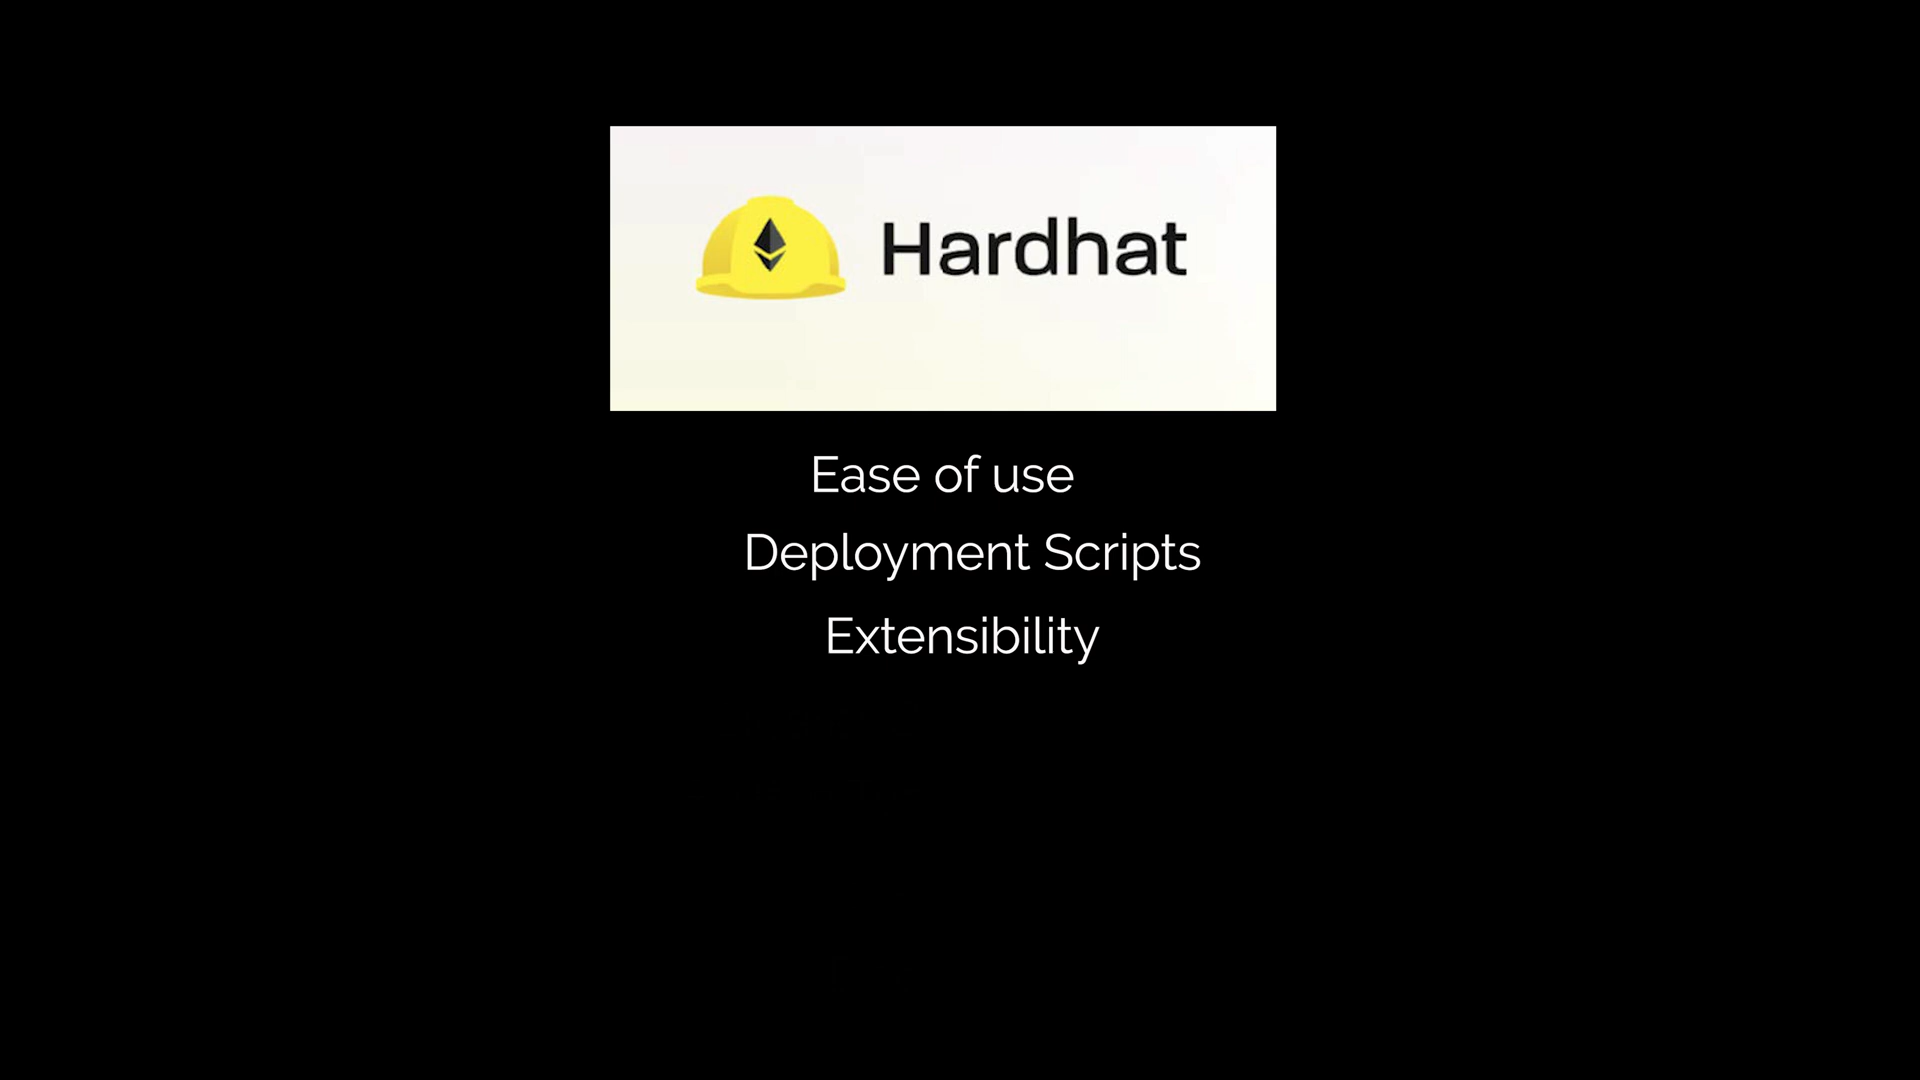 Hardhat
Ease of use
Deployment Scripts
Extensibility